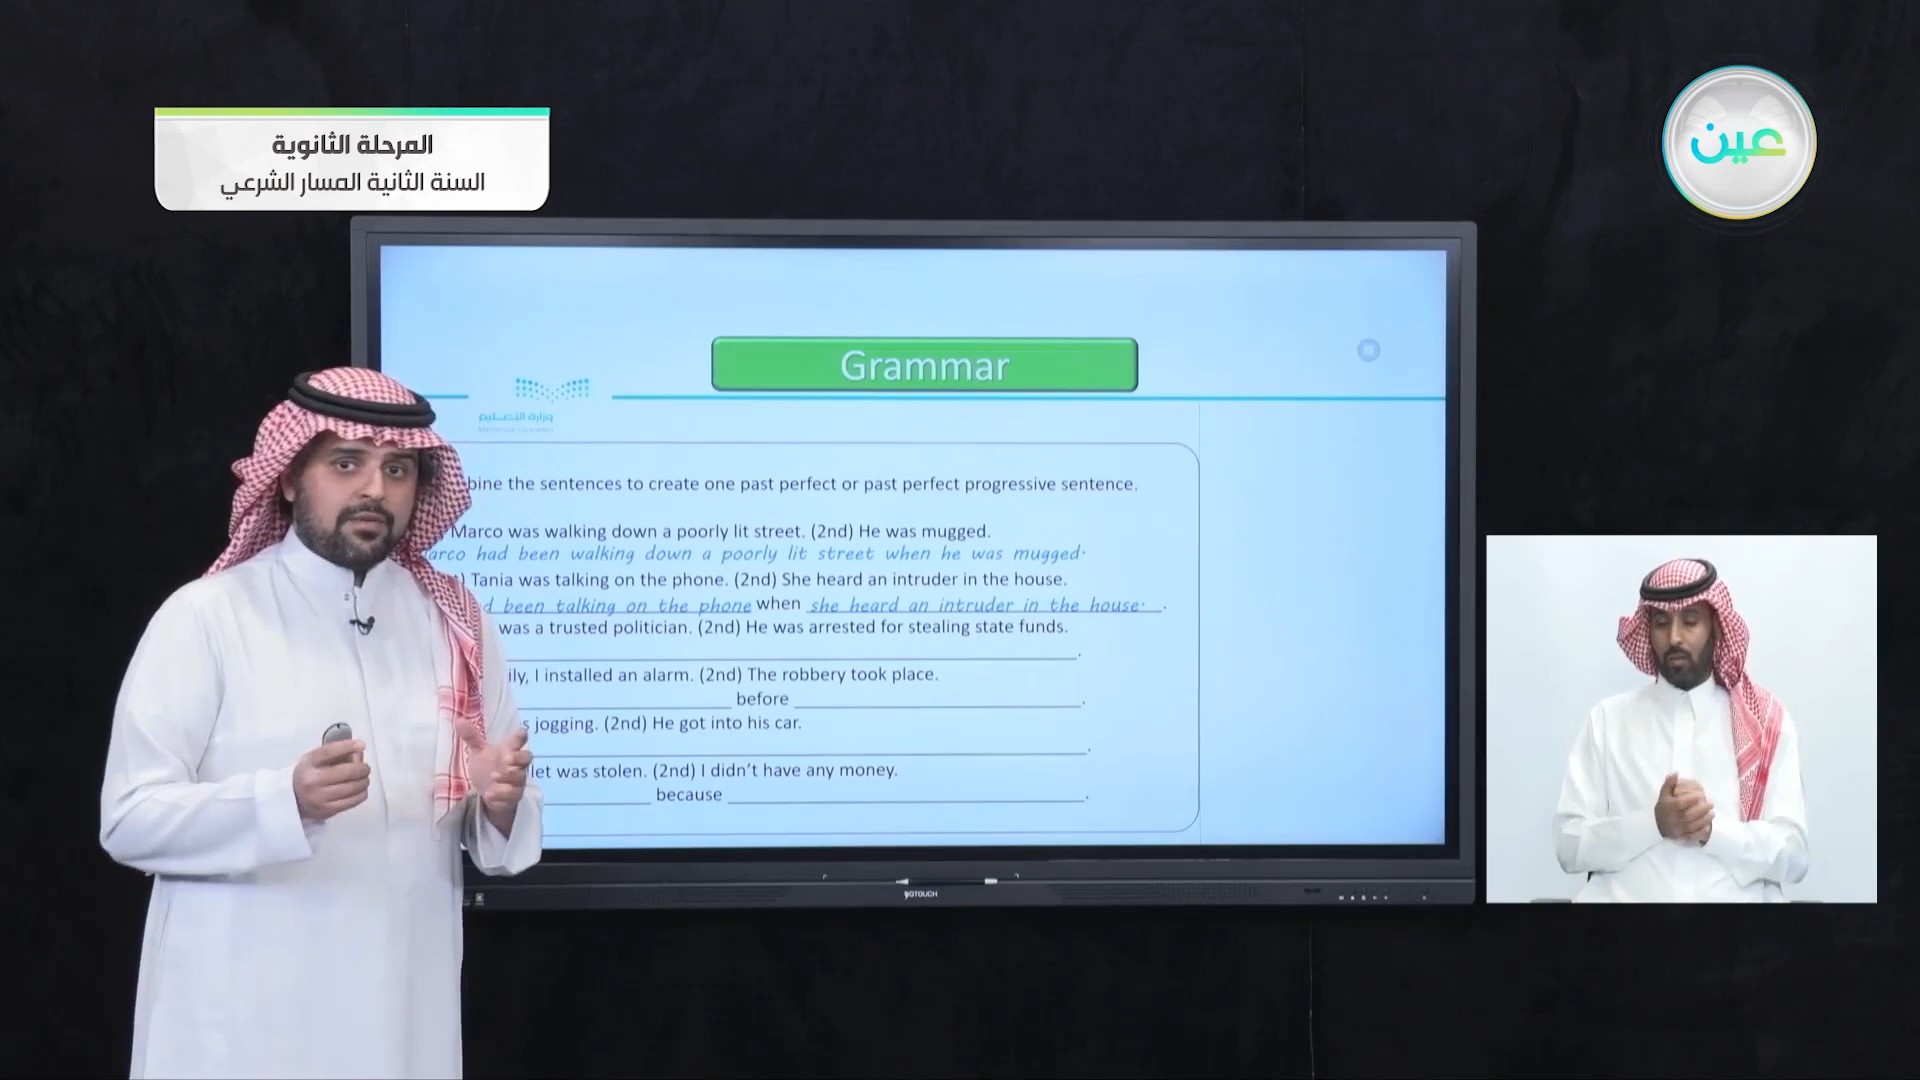 المرحلة الثانوية
السنة الثانية المسار الشرعي
عين
Grammar
وزارة التعليم
the sentences to create one past perfect or past perfect progressive sentence.
Marco was walking down a poorly lit street. (2nd) He was mugged.
had been walking down a poorly lit street when he was mugged.
Tania was talking on the phone. (2nd) She heard an intruder in the house.
been talking on the phone when she heard an intruder in the house.
was a trusted politician. (2nd) He was arrested for stealing state funds.
I installed an alarm. (2nd) The robbery took place.
before
jogging. (2nd) He got into his car.
was stolen. (2nd) I didn't have any money.
because